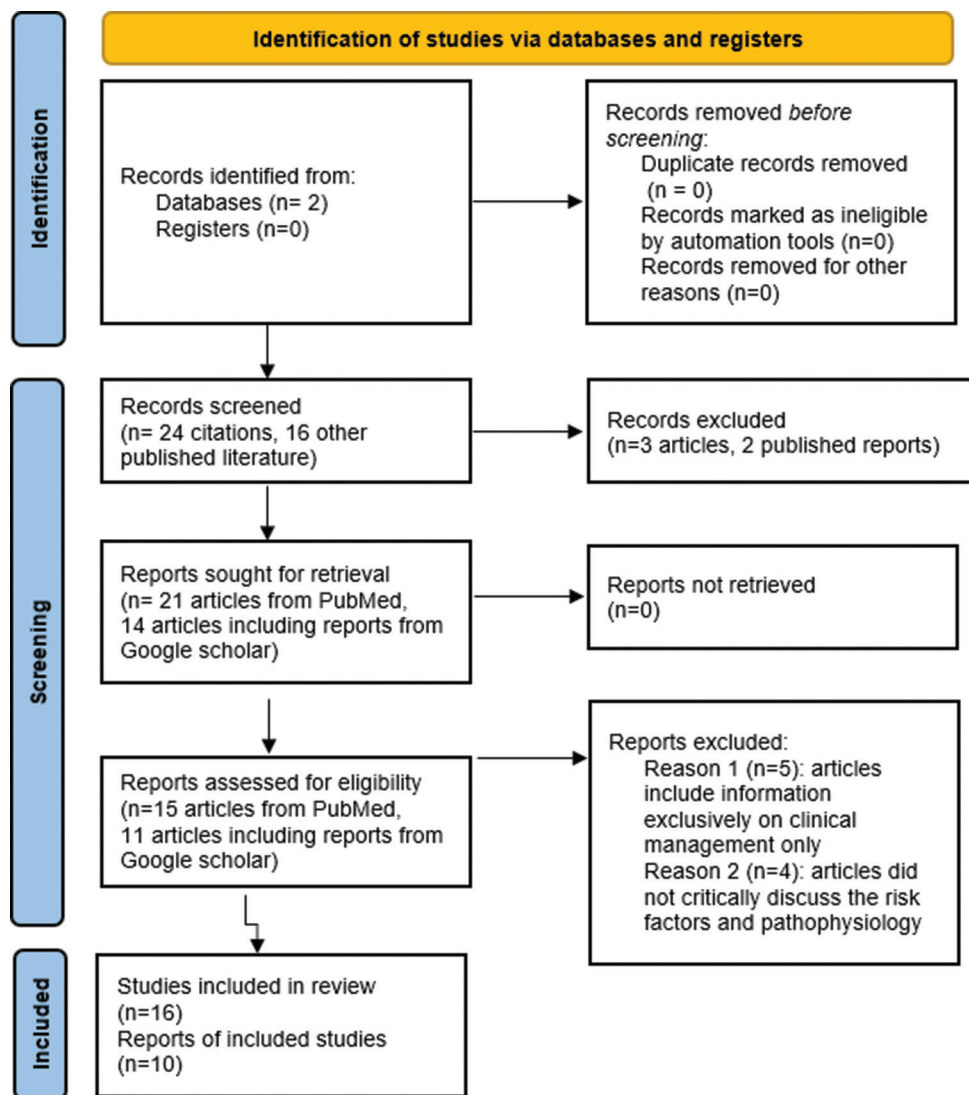 Identification of studies via databases and registers
Identification
Records identified from:
Databases (n= 2)
Registers (n=0)
Records removed before
screening:
Duplicate records removed
(n = 0)
Records marked as ineligible
by automation tools (n=0)
Records removed for other
reasons (n=0)
Screening
Records screened
(n= 24 citations, 16 other
published literature)
Records excluded
(n=3 articles, 2 published reports)
Reports sought for retrieval
(n= 21 articles from PubMed,
14 articles including reports from
Google scholar)
Reports not retrieved
(n=0)
Reports assessed for eligibility
(n=15 articles from PubMed,
11 articles including reports from
Google scholar)
Reports excluded:
Reason 1 (n=5): articles
include information
exclusively on clinical
management only
Reason 2 (n=4): articles did
not critically discuss the risk
factors and pathophysiology
Included
Studies included in review
(n=16)
Reports of included studies
(n=10)